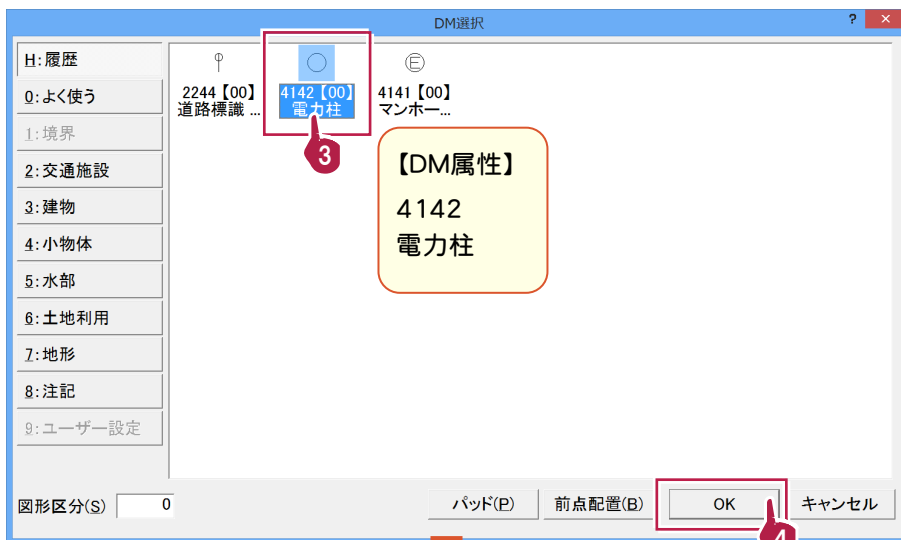 DM選択
? ×
H:履歴
0:よく使う
1:境界
2:交通施設
3:建物
4:小物体
5:水部
6:土地利用
7:地形
8:注記
9:ユーザー設定
E
2244【00】
道路標識 ...
4142【00】
電力柱
4141【00】
マンホー...
3
【DM属性】
4142
電力柱
図形区分(S) 0
パッド(P)
前点配置(B)
OK
キャンセル
4